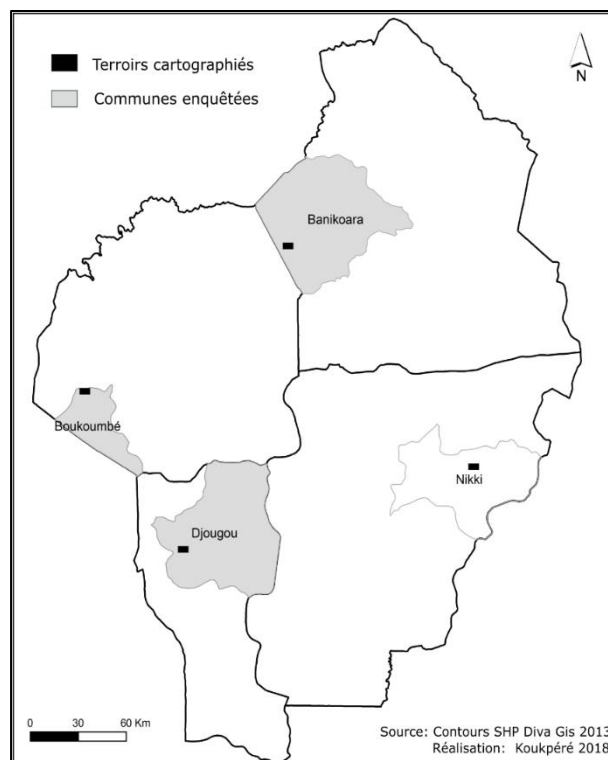 Terroirs cartographiés
Communes enquêtées
N
Banikoara
Boukoumbé
Nikki
Djougou
0 30 60 Km
Source: Contours SHP Diva Gis 2013
Réalisation: Koukpéré 2018